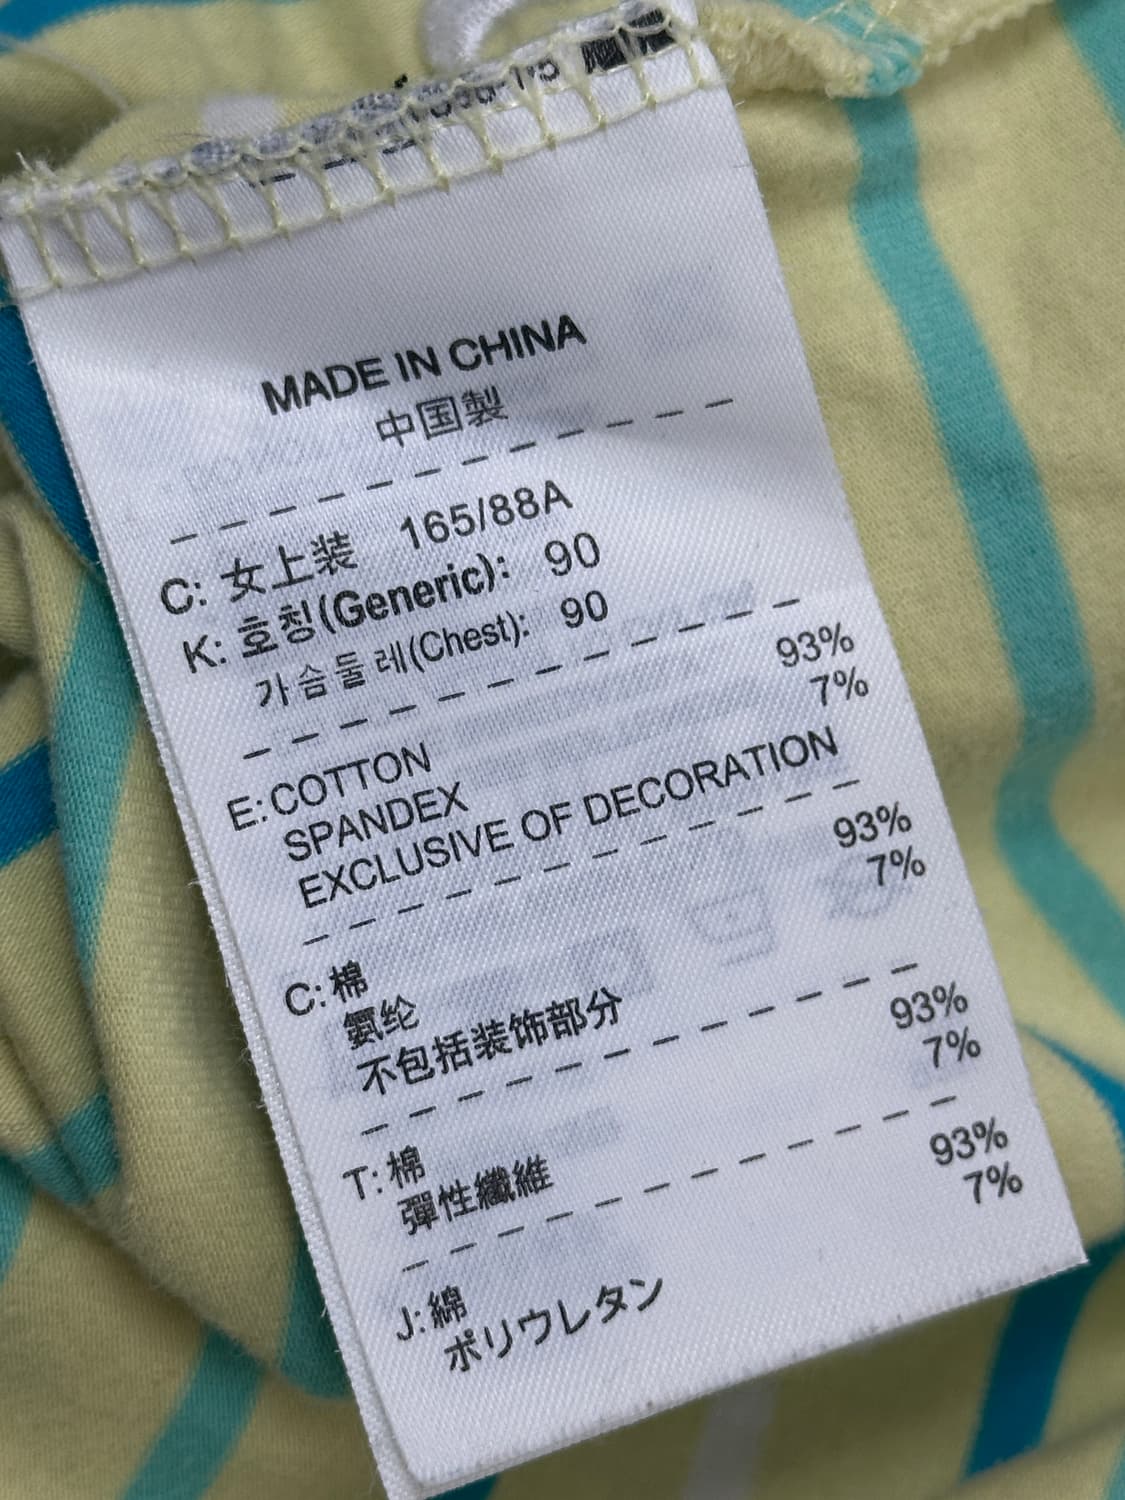 MADE IN CHINA
中国製
C: 女上装 165/88A
K: 호칭(Generic): 90
가슴둘레(Chest): 90
E: COTTON 93%
SPANDEX 7%
EXCLUSIVE OF DECORATION
C: 棉 93%
氨纶 7%
不包括装饰部分
T: 棉 93%
彈性纖維 7%
J: 綿 93%
ポリウレタン 7%